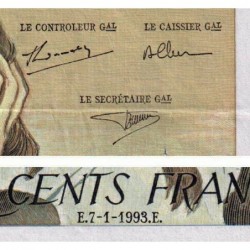 LE CONTROLEUR GAL LE CAISSIER GAL
LE SECRÉTAIRE GAL
CENTS FRAN
E.7-1-1993.E.